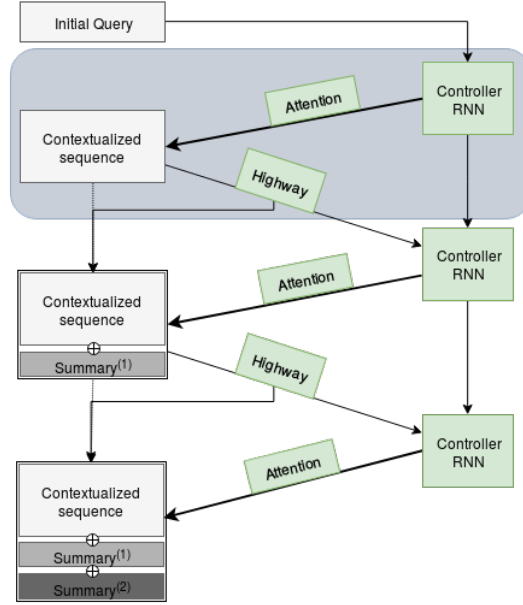 Initial Query
Attention
Controller
RNN
Contextualized
sequence
Highway
Controller
RNN
Attention
Contextualized
sequence
⊕
Summary(1)
Highway
Controller
RNN
Attention
Contextualized
sequence
⊕
Summary(1)
⊕
Summary(2)